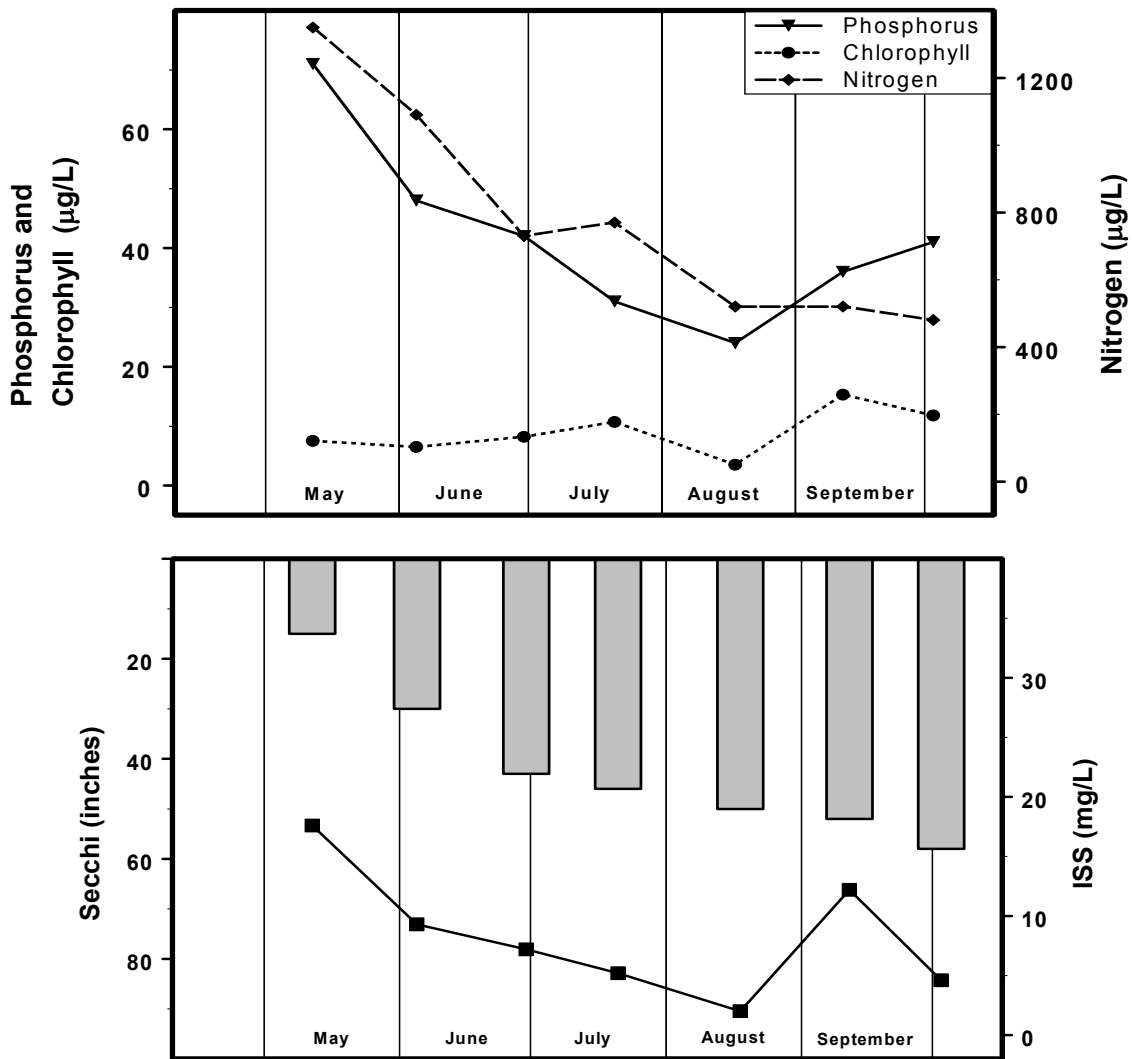 Phosphorus
Chlorophyll
Nitrogen
Phosphorus and
Chlorophyll (µg/L)
60
40
20
0
1200
800
400
0
Nitrogen (µg/L)
May June July August September
Secchi (inches)
20
40
60
80
30
20
10
0
ISS (mg/L)
May June July August September